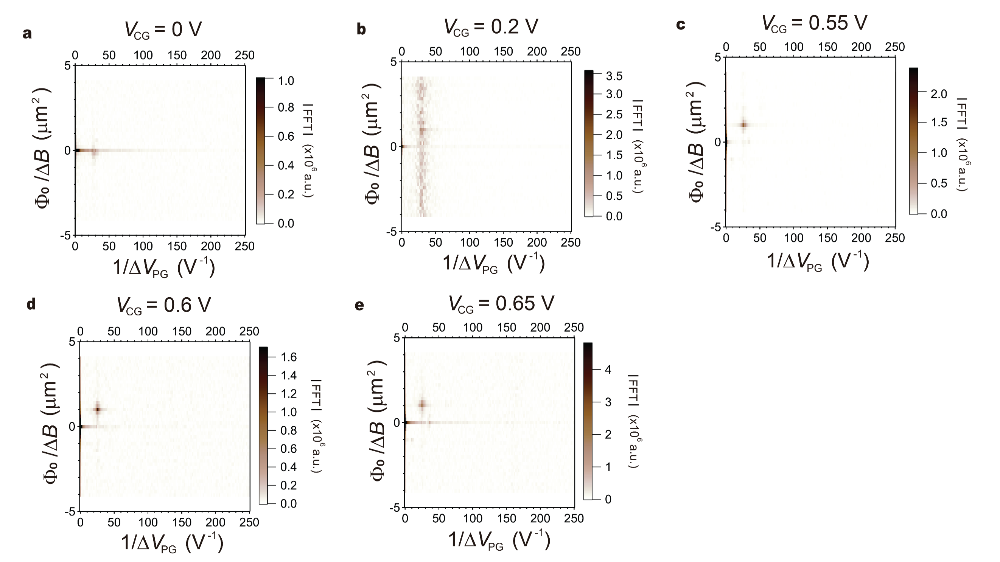 a
V_CG = 0 V
0 50 100 150 200 250
5
0
-5
Φ₀ /ΔB (μm²)
0 50 100 150 200 250
1/ΔV_PG (V⁻¹)
1.0
0.8
0.6
0.4
0.2
0.0
|FFT| (x10⁶ a.u.)
b
V_CG = 0.2 V
0 50 100 150 200 250
5
0
-5
Φ₀ /ΔB (μm²)
0 50 100 150 200 250
1/ΔV_PG (V⁻¹)
3.5
3.0
2.5
2.0
1.5
1.0
0.5
0.0
|FFT| (x10⁶ a.u.)
c
V_CG = 0.55 V
0 50 100 150 200 250
5
0
-5
Φ₀ /ΔB (μm²)
0 50 100 150 200 250
1/ΔV_PG (V⁻¹)
2.0
1.5
1.0
0.5
0.0
|FFT| (x10⁶ a.u.)
d
V_CG = 0.6 V
0 50 100 150 200 250
5
0
-5
Φ₀ /ΔB (μm²)
0 50 100 150 200 250
1/ΔV_PG (V⁻¹)
1.6
1.4
1.2
1.0
0.8
0.6
0.4
0.2
0.0
|FFT| (x10⁶ a.u.)
e
V_CG = 0.65 V
0 50 100 150 200 250
5
0
-5
Φ₀ /ΔB (μm²)
0 50 100 150 200 250
1/ΔV_PG (V⁻¹)
4
3
2
1
0
|FFT| (x10⁶ a.u.)